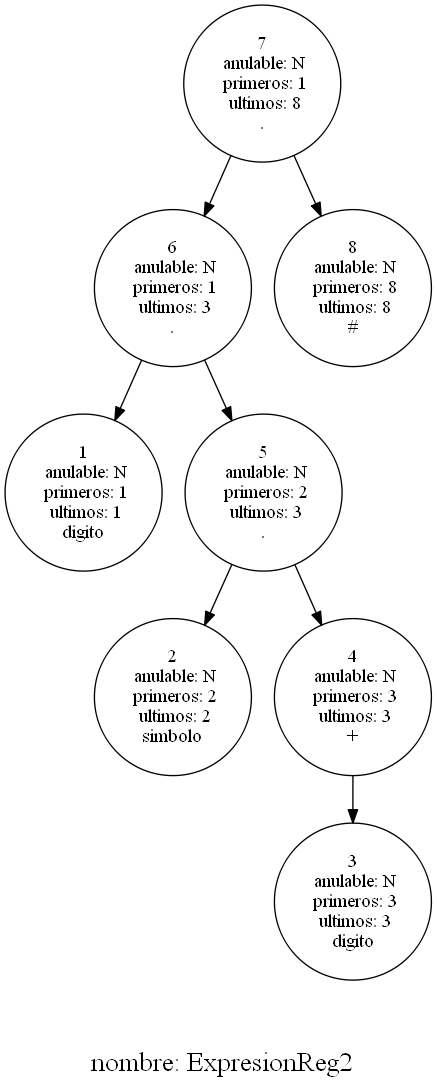 7
anulable: N
primeros: 1
ultimos: 8
.
6
anulable: N
primeros: 1
ultimos: 3
.
8
anulable: N
primeros: 8
ultimos: 8
#
1
anulable: N
primeros: 1
ultimos: 1
digito
5
anulable: N
primeros: 2
ultimos: 3
.
2
anulable: N
primeros: 2
ultimos: 2
simbolo
4
anulable: N
primeros: 3
ultimos: 3
+
3
anulable: N
primeros: 3
ultimos: 3
digito
nombre: ExpresionReg2